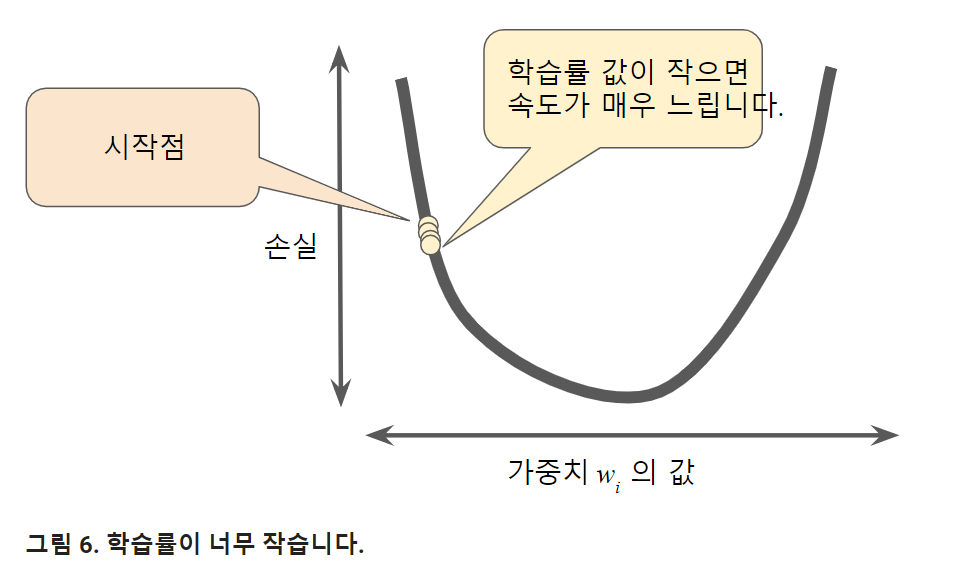 시작점
학습률 값이 작으면
속도가 매우 느립니다.
손실
가중치 wᵢ 의 값
그림 6. 학습률이 너무 작습니다.